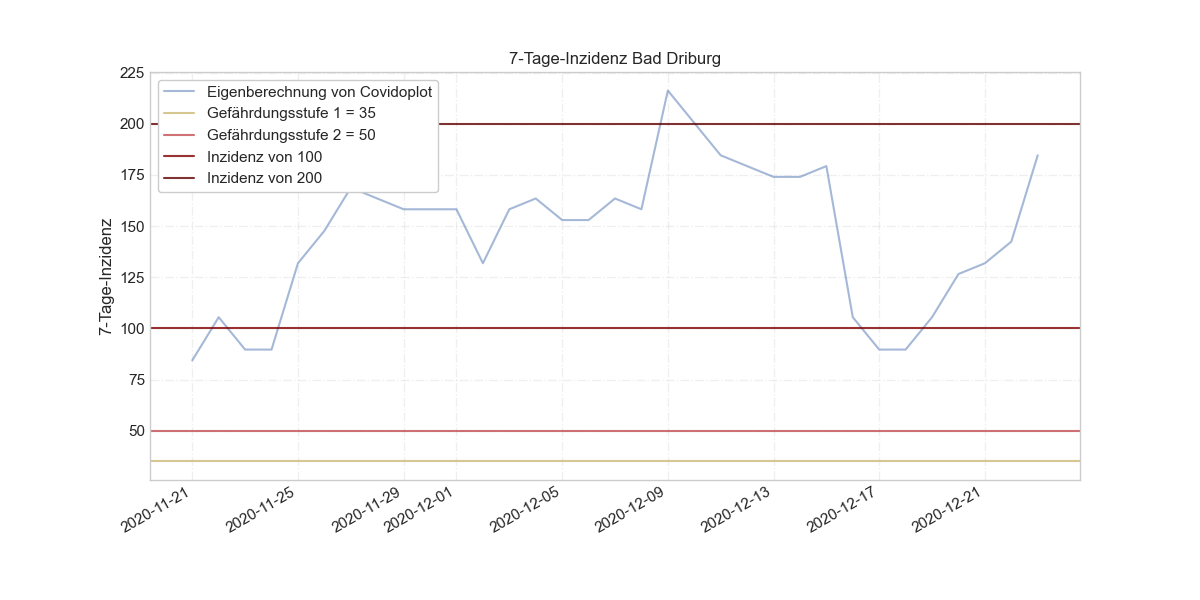 7-Tage-Inzidenz Bad Driburg
225
200
175
150
125
100
75
50
7-Tage-Inzidenz
Eigenberechnung von Covidoplot
Gefährdungsstufe 1 = 35
Gefährdungsstufe 2 = 50
Inzidenz von 100
Inzidenz von 200
2020-11-21
2020-11-25
2020-11-29
2020-12-01
2020-12-05
2020-12-09
2020-12-13
2020-12-17
2020-12-21